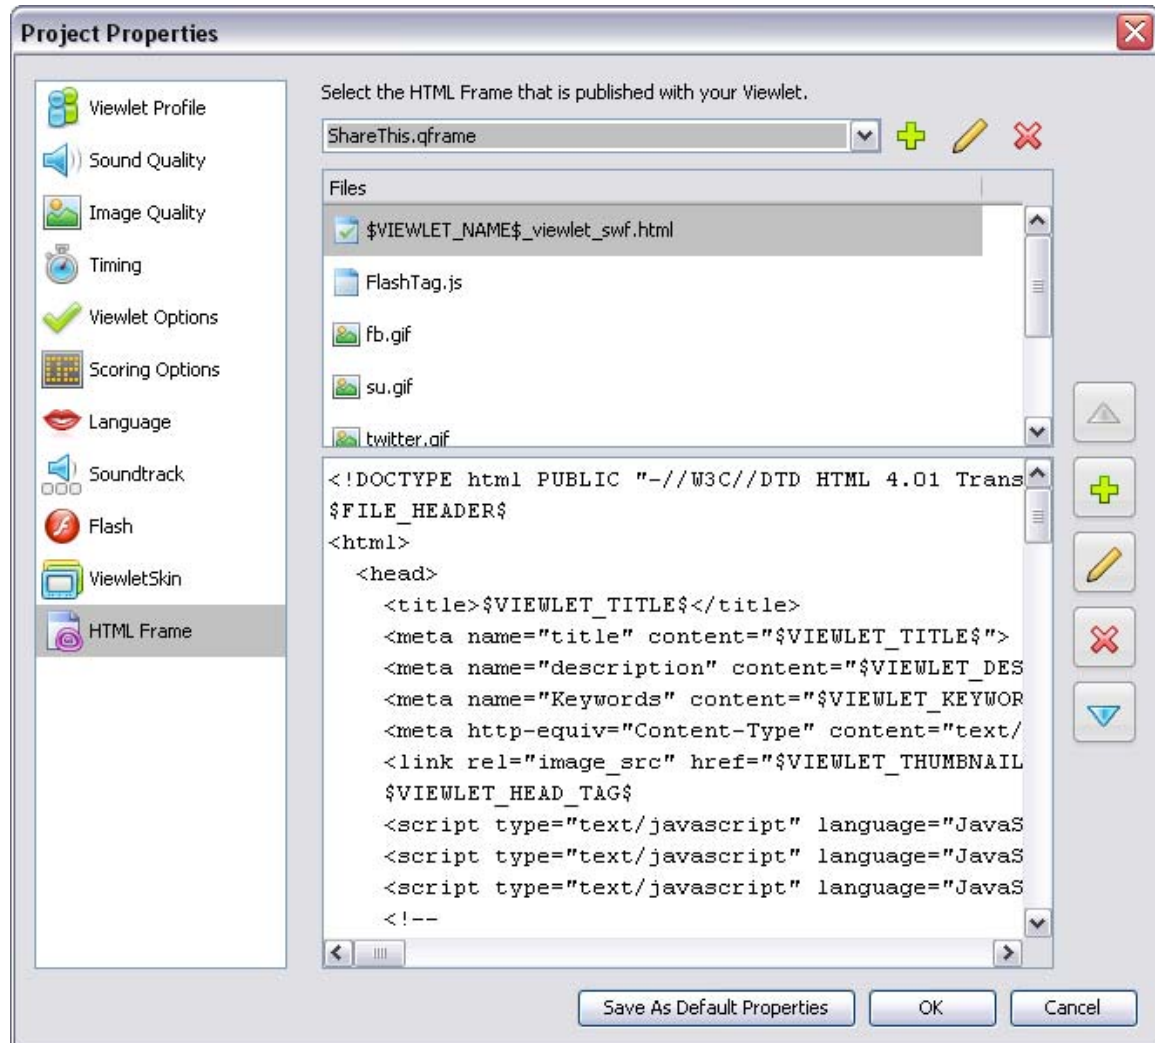 Project Properties
Viewlet Profile
Sound Quality
Image Quality
Timing
Viewlet Options
Scoring Options
Language
Soundtrack
Flash
ViewletSkin
HTML Frame
Select the HTML Frame that is published with your Viewlet.
ShareThis.qframe
Files
$VIEWLET_NAME$_viewlet_swf.html
FlashTag.js
fb.gif
su.gif
twitter.gif
<!DOCTYPE html PUBLIC "-//W3C//DTD HTML 4.01 Trans
$FILE_HEADER$
<html>
<head>
<title>$VIEWLET_TITLE$</title>
<meta name="title" content="$VIEWLET_TITLE$">
<meta name="description" content="$VIEWLET_DES
<meta name="Keywords" content="$VIEWLET_KEYWOR
<meta http-equiv="Content-Type" content="text/
<link rel="image_src" href="$VIEWLET_THUMBNAIL
$VIEWLET_HEAD_TAG$
<script type="text/javascript" language="JavaS
<script type="text/javascript" language="JavaS
<script type="text/javascript" language="JavaS
<!--
Save As Default Properties
OK
Cancel